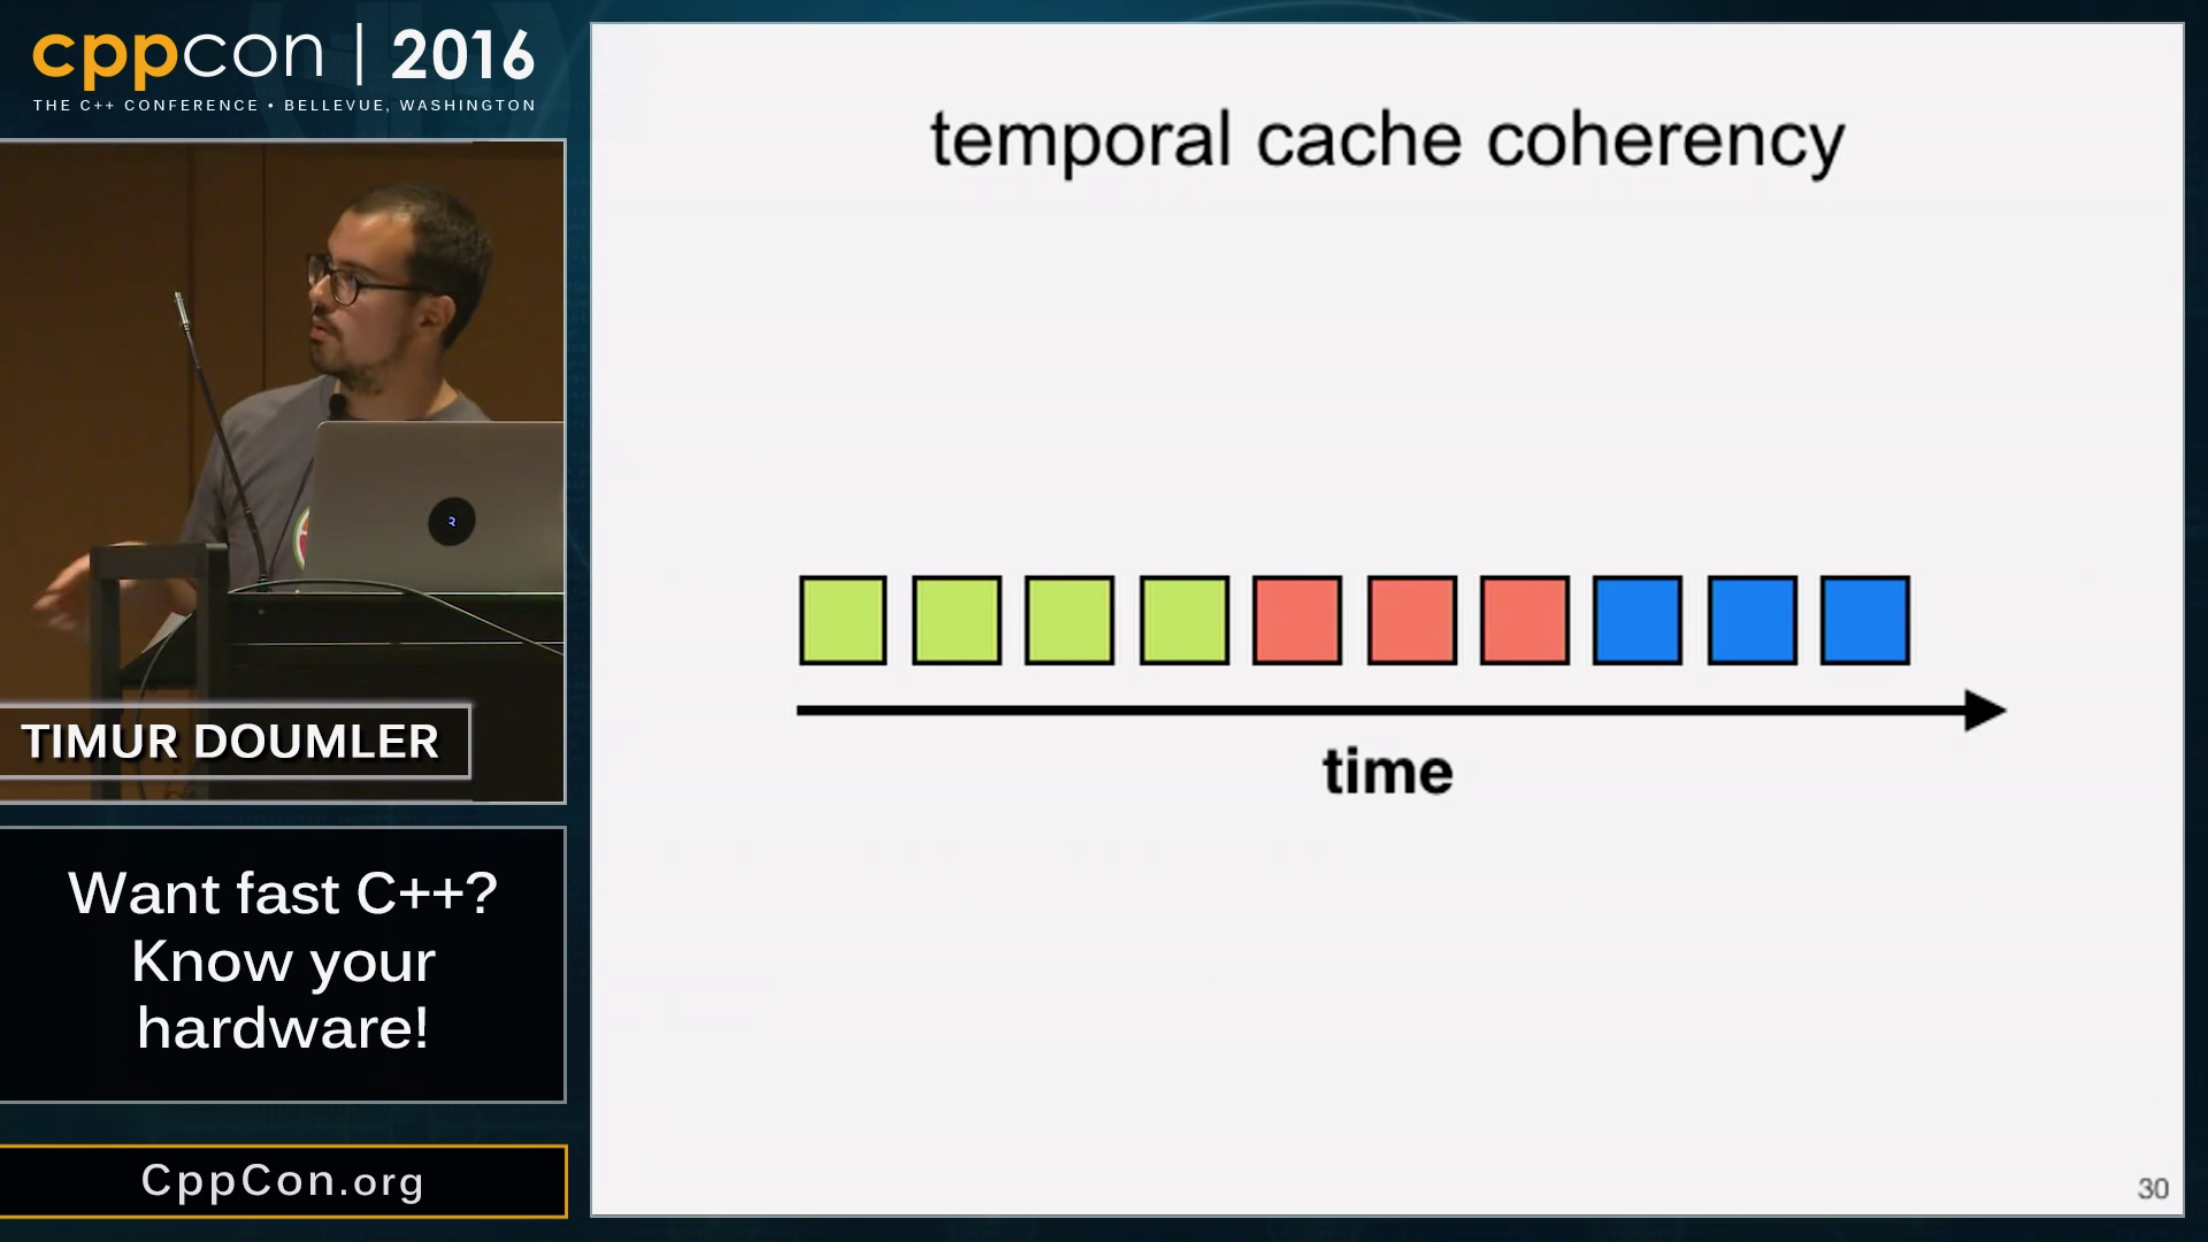 cppcon | 2016
THE C++ CONFERENCE • BELLEVUE, WASHINGTON
TIMUR DOUMLER
Want fast C++?
Know your
hardware!
CppCon.org
temporal cache coherency
time
30